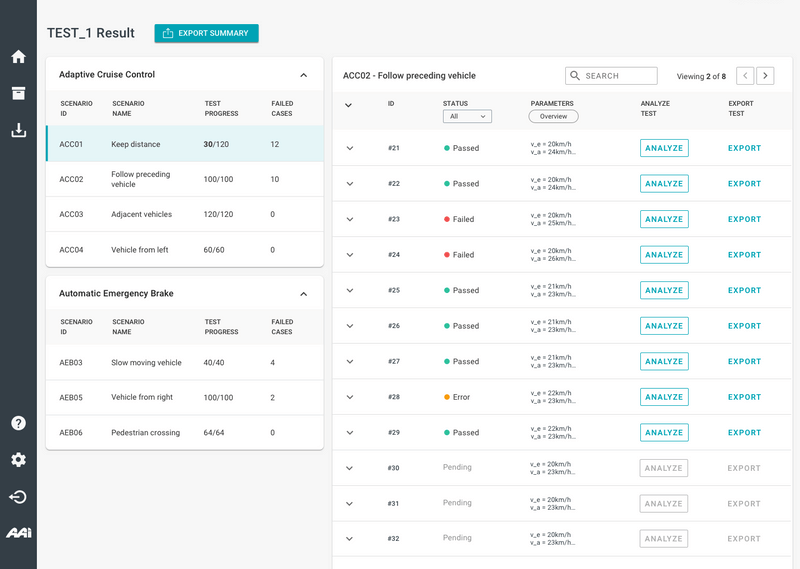 TEST_1 Result
EXPORT SUMMARY
Adaptive Cruise Control
SCENARIO ID SCENARIO NAME TEST PROGRESS FAILED CASES
ACC01 Keep distance 30/120 12
ACC02 Follow preceding vehicle 100/100 10
ACC03 Adjacent vehicles 120/120 0
ACC04 Vehicle from left 60/60 0
Automatic Emergency Brake
SCENARIO ID SCENARIO NAME TEST PROGRESS FAILED CASES
AEB03 Slow moving vehicle 40/40 4
AEB05 Vehicle from right 100/100 2
AEB06 Pedestrian crossing 64/64 0
AAI
ACC02 - Follow preceding vehicle
SEARCH
Viewing 2 of 8
ID STATUS PARAMETERS ANALYZE TEST EXPORT TEST
All Overview
#21 Passed v_e = 20km/h v_a = 24km/h... ANALYZE EXPORT
#22 Passed v_e = 20km/h v_a = 24km/h... ANALYZE EXPORT
#23 Failed v_e = 20km/h v_a = 25km/h... ANALYZE EXPORT
#24 Failed v_e = 20km/h v_a = 26km/h... ANALYZE EXPORT
#25 Passed v_e = 21km/h v_a = 23km/h... ANALYZE EXPORT
#26 Passed v_e = 21km/h v_a = 23km/h... ANALYZE EXPORT
#27 Passed v_e = 21km/h v_a = 23km/h... ANALYZE EXPORT
#28 Error v_e = 22km/h v_a = 23km/h... ANALYZE EXPORT
#29 Passed v_e = 22km/h v_a = 23km/h... ANALYZE EXPORT
#30 Pending v_e = 20km/h v_a = 23km/h... ANALYZE EXPORT
#31 Pending v_e = 20km/h v_a = 23km/h... ANALYZE EXPORT
#32 Pending v_e = 20km/h v_a = 23km/h... ANALYZE EXPORT